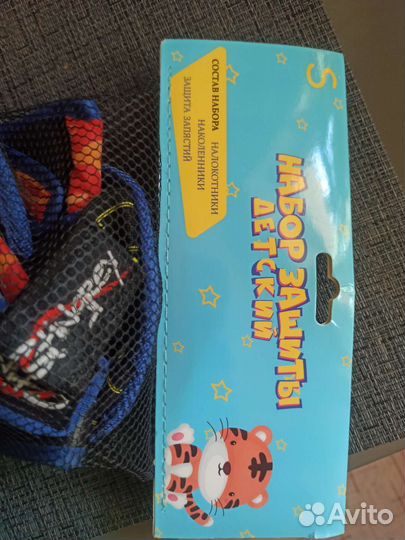 S
НАБОР ЗАЩИТЫ
ДЕТСКИЙ
СОСТАВ НАБОРА
НАЛОКОТНИКИ
НАКОЛЕННИКИ
ЗАЩИТА ЗАПЯСТИЙ
Avito